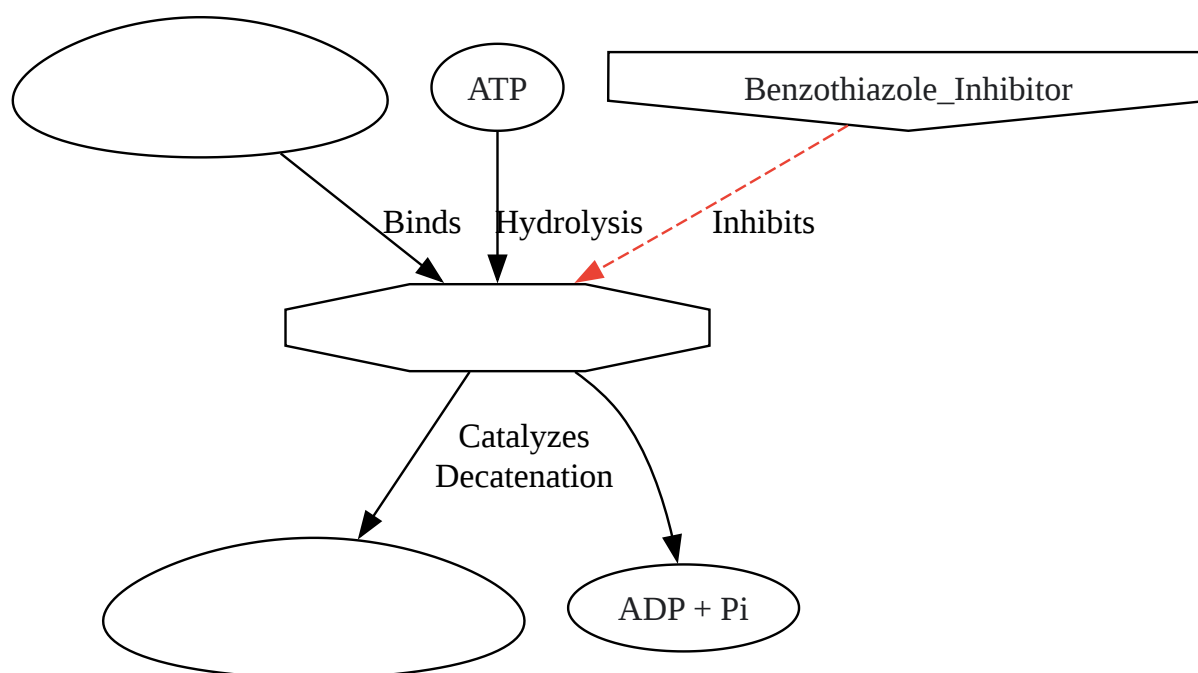 ATP
Benzothiazole_Inhibitor
Binds
Hydrolysis
Inhibits
Catalyzes
Decatenation
ADP + Pi